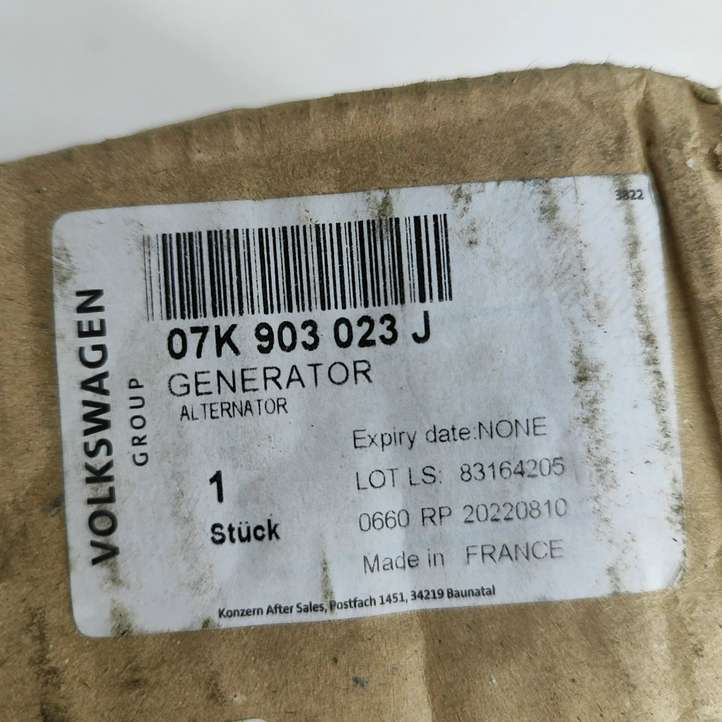 3822
VOLKSWAGEN
GROUP
07K 903 023 J
GENERATOR
ALTERNATOR
1
Stück
Expiry date:NONE
LOT LS: 83164205
0660 RP 20220810
Made in FRANCE
Konzern After Sales, Postfach 1451, 34219 Baunatal